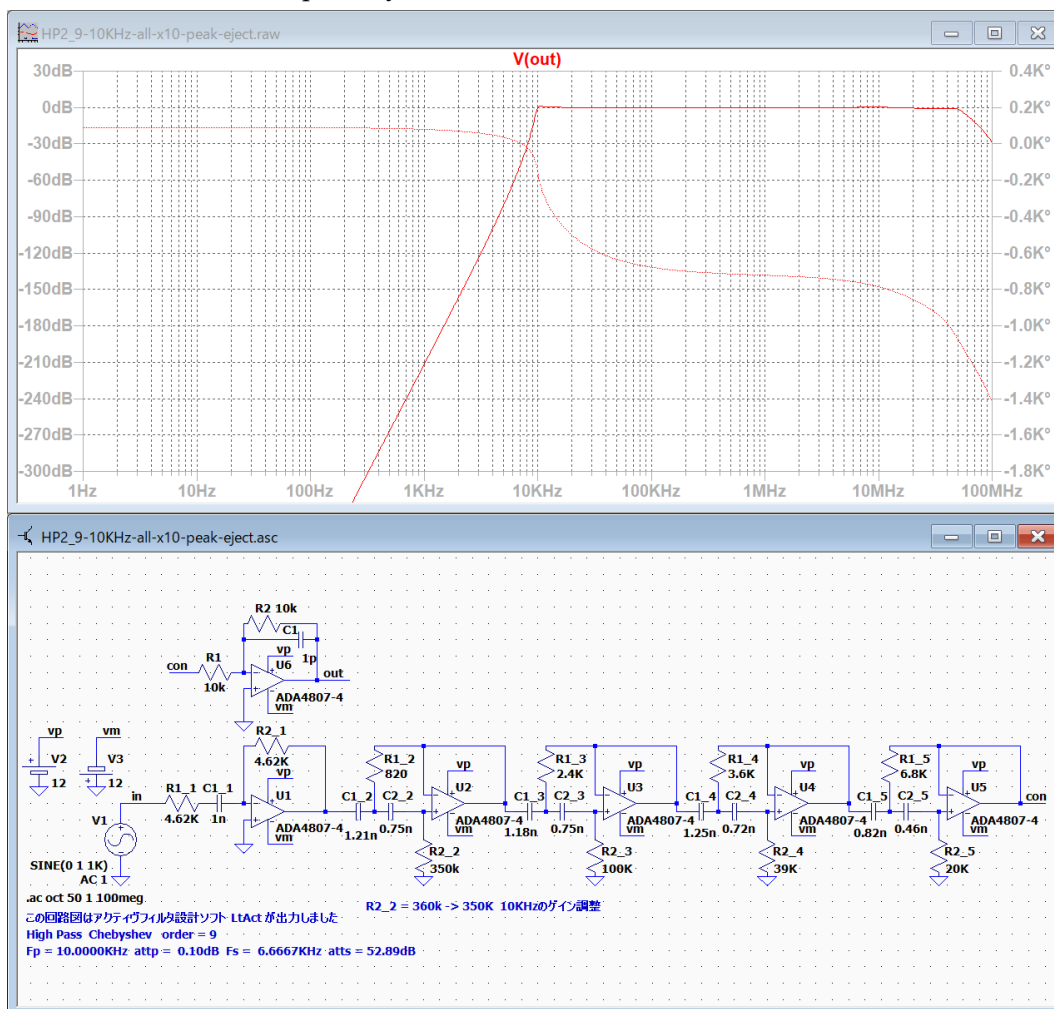 HP2_9-10KHz-all-x10-peak-eject.raw
V(out)
30dB
0dB
-30dB
-60dB
-90dB
-120dB
-150dB
-180dB
-210dB
-240dB
-270dB
-300dB
0.4K°
0.2K°
0.0K°
-0.2K°
-0.4K°
-0.6K°
-0.8K°
-1.0K°
-1.2K°
-1.4K°
-1.6K°
-1.8K°
1Hz 10Hz 100Hz 1KHz 10KHz 100KHz 1MHz 10MHz 100MHz
HP2_9-10KHz-all-x10-peak-eject.asc
R2 10k
C1
1p
con
R1
10k
vp
U6
out
ADA4807-4
vm
vp
V2
12
vm
V3
12
in
V1
SINE(0 1 1K)
AC 1
R1_1
4.62K
C1_1
1n
R2_1
4.62K
vp
U1
ADA4807-4
vm
C1_2
1.21n
C2_2
0.75n
R1_2
820
vp
U2
ADA4807-4
vm
R2_2
350k
C1_3
1.18n
C2_3
0.75n
R1_3
2.4K
vp
U3
ADA4807-4
vm
R2_3
100K
C1_4
1.25n
C2_4
0.72n
R1_4
3.6K
vp
U4
ADA4807-4
vm
R2_4
39K
C1_5
0.82n
C2_5
0.46n
R1_5
6.8K
vp
U5
ADA4807-4
vm
R2_5
20K
con
.ac oct 50 1 100meg
この回路図はアクティヴフィルタ設計ソフト LtAct が出力しました
High Pass Chebyshev order = 9
Fp = 10.0000KHz attp = 0.10dB Fs = 6.6667KHz atts = 52.89dB
R2_2 = 360k -> 350K 10KHzのゲイン調整